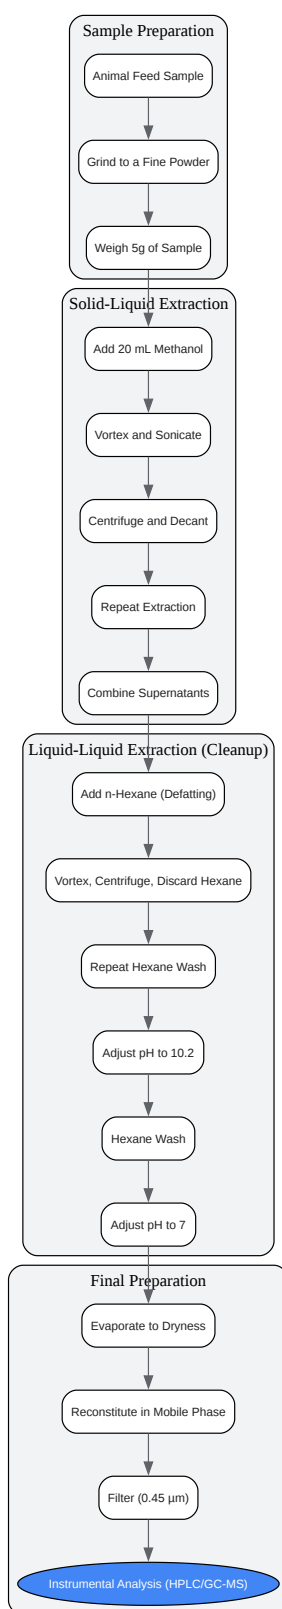 Sample Preparation
Animal Feed Sample
Grind to a Fine Powder
Weigh 5g of Sample
Solid-Liquid Extraction
Add 20 mL Methanol
Vortex and Sonicate
Centrifuge and Decant
Repeat Extraction
Combine Supernatants
Liquid-Liquid Extraction (Cleanup)
Add n-Hexane (Defatting)
Vortex, Centrifuge, Discard Hexane
Repeat Hexane Wash
Adjust pH to 10.2
Hexane Wash
Adjust pH to 7
Final Preparation
Evaporate to Dryness
Reconstitute in Mobile Phase
Filter (0.45 µm)
Instrumental Analysis (HPLC/GC-MS)